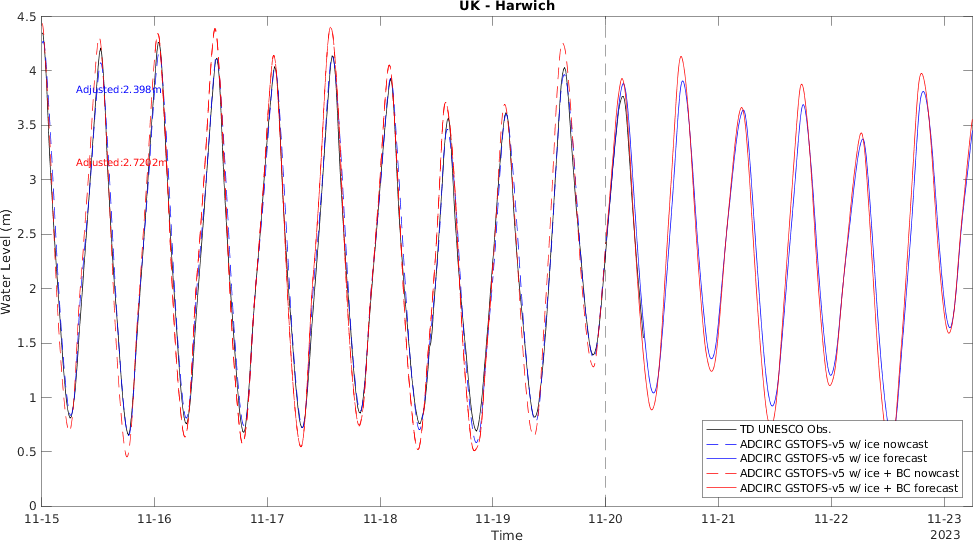 UK - Harwich
4.5
4
3.5
3
2.5
2
1.5
1
0.5
0
Water Level (m)
Adjusted:2.398m
Adjusted:2.7202m
TD UNESCO Obs.
ADCIRC GSTOFS-v5 w/ ice nowcast
ADCIRC GSTOFS-v5 w/ ice forecast
ADCIRC GSTOFS-v5 w/ ice + BC nowcast
ADCIRC GSTOFS-v5 w/ ice + BC forecast
11-15 11-16 11-17 11-18 11-19 11-20 11-21 11-22 11-23
Time
2023